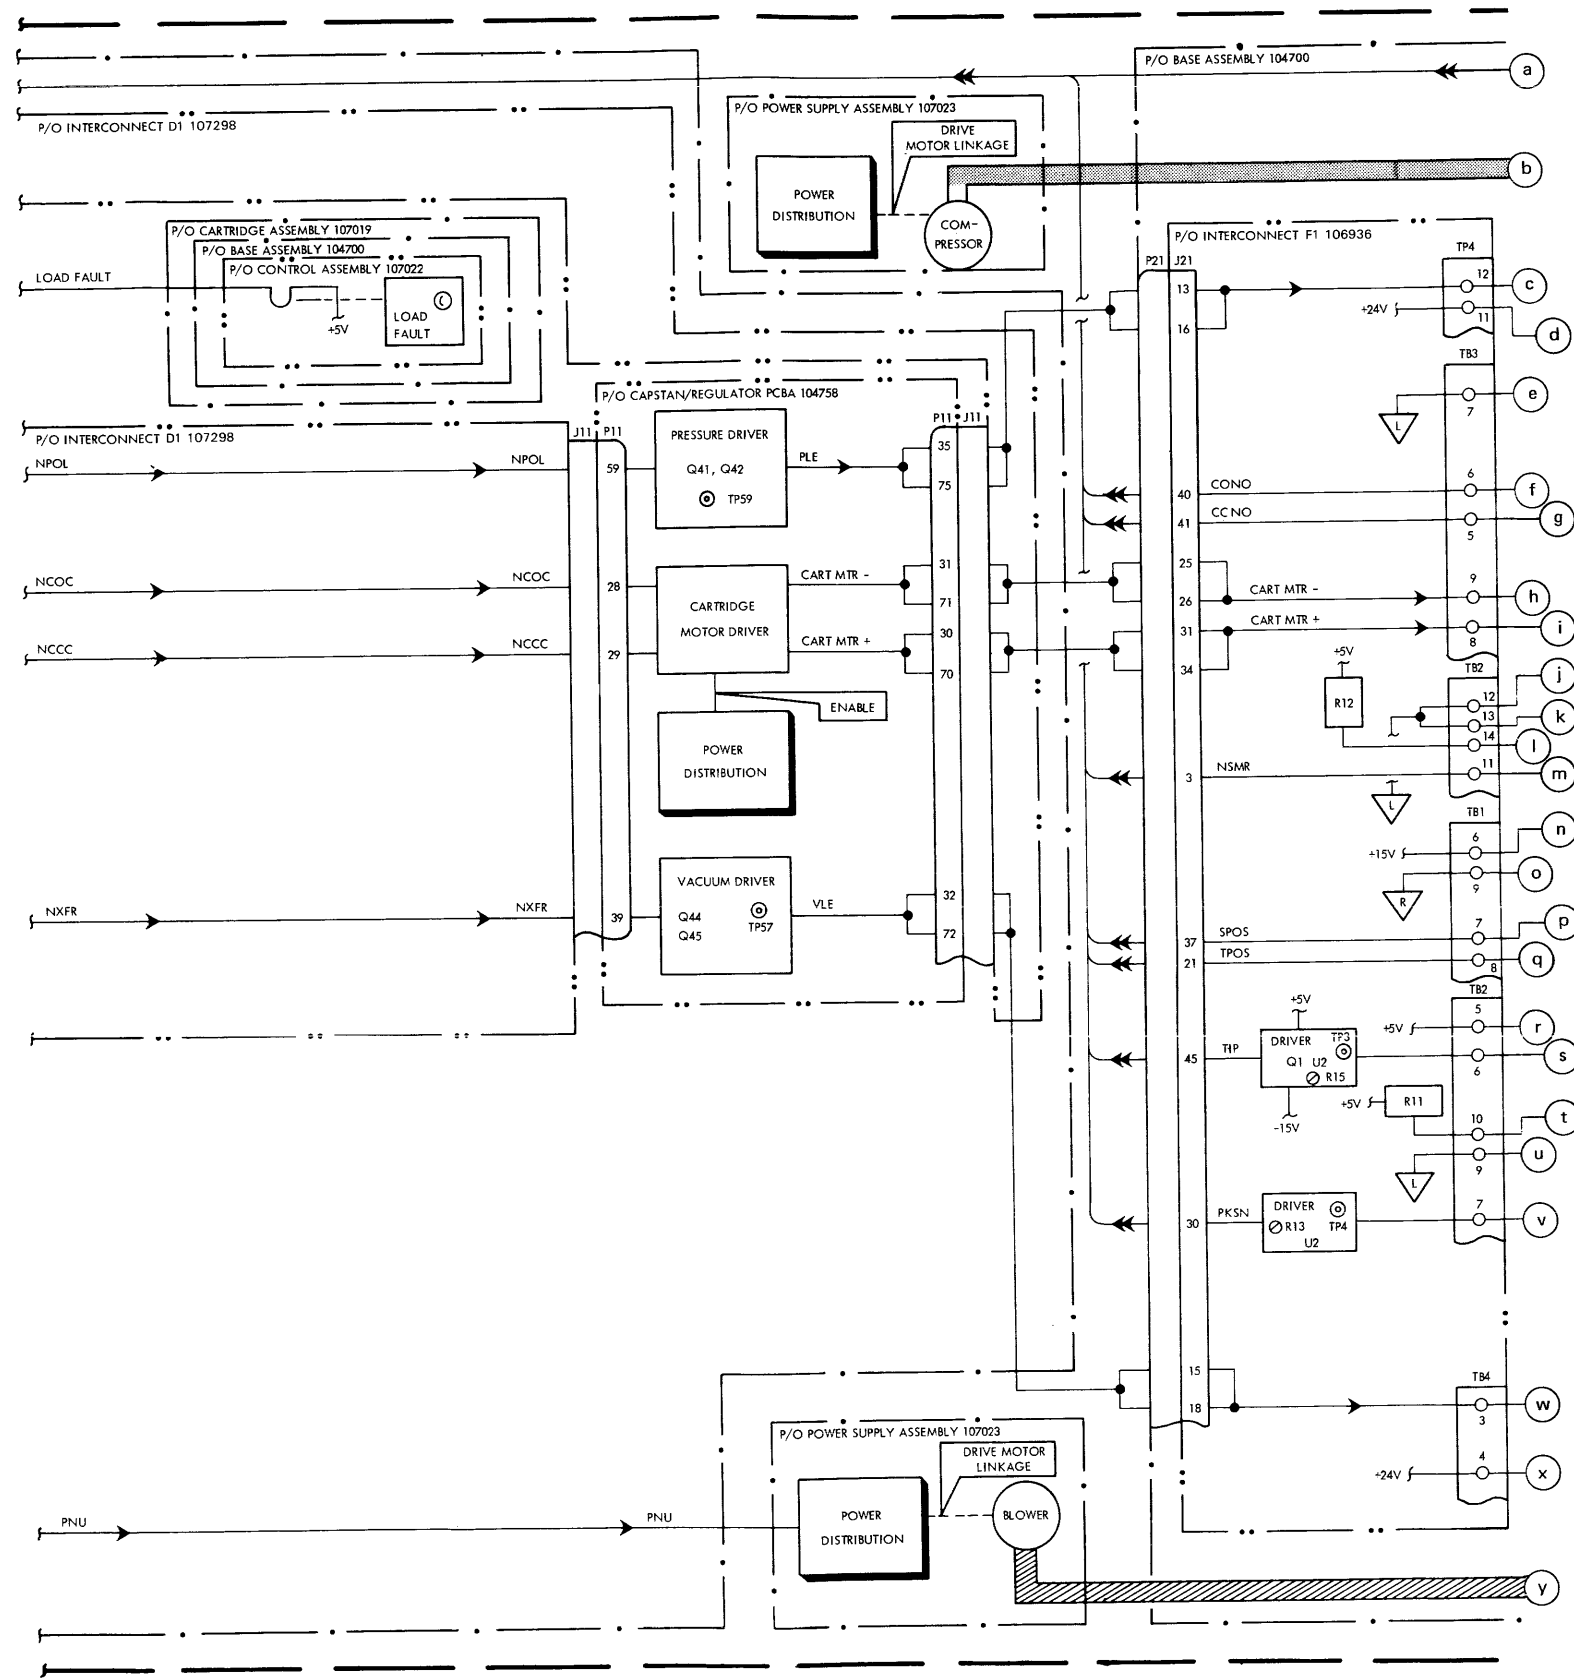 P/O BASE ASSEMBLY 104700
a
P/O POWER SUPPLY ASSEMBLY 107023
P/O INTERCONNECT D1 107298
DRIVE
MOTOR LINKAGE
b
POWER
DISTRIBUTION
COM-
PRESSOR
P/O CARTRIDGE ASSEMBLY 107019
P/O BASE ASSEMBLY 104700
P/O CONTROL ASSEMBLY 107022
LOAD FAULT
+5V
LOAD
FAULT
P/O INTERCONNECT F1 106936
P21 J21
TP4
13
12
c
+24V
11
16
d
TB3
e
7
L
P/O CAPSTAN/REGULATOR PCBA 104758
P/O INTERCONNECT D1 107298
J11 P11
P11 J11
PRESSURE DRIVER
Q41, Q42
TP59
NPOL
NPOL
59
PLE
35
75
6
40
CONO
f
41
CCNO
5
g
NCOC
NCOC
28
CARTRIDGE
MOTOR DRIVER
CART MTR -
31
71
25
26
CART MTR -
9
h
NCCC
NCCC
29
CART MTR +
30
70
31
34
CART MTR +
8
i
ENABLE
POWER
DISTRIBUTION
+5V
R12
TB2
12
j
13
k
14
l
3
NSMR
11
m
L
TB1
6
n
+15V
9
o
R
NXFR
NXFR
39
VACUUM DRIVER
Q44
Q45
TP57
VLE
32
72
37
SPOS
7
p
21
TPOS
8
q
TB2
+5V
5
+5V
r
45
TIP
DRIVER
TP3
Q1 U2
R15
-15V
6
s
+5V
R11
10
t
9
u
L
30
PKSN
DRIVER
R13
TP4
U2
7
v
15
18
TB4
3
w
4
+24V
x
P/O POWER SUPPLY ASSEMBLY 107023
DRIVE MOTOR
LINKAGE
PNU
PNU
POWER
DISTRIBUTION
BLOWER
y